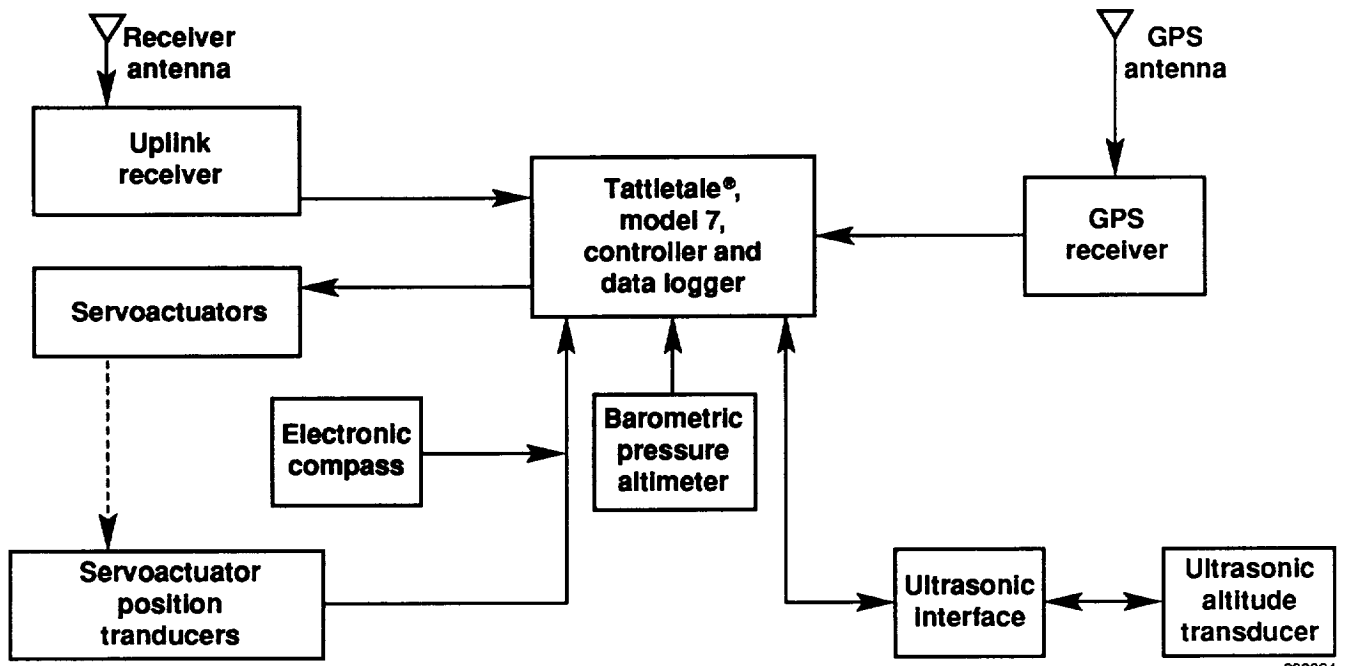 Receiver
antenna
GPS
antenna
Uplink
receiver
Tattletale®,
model 7,
controller and
data logger
GPS
receiver
Servoactuators
Electronic
compass
Barometric
pressure
altimeter
Servoactuator
position
tranducers
Ultrasonic
interface
Ultrasonic
altitude
transducer